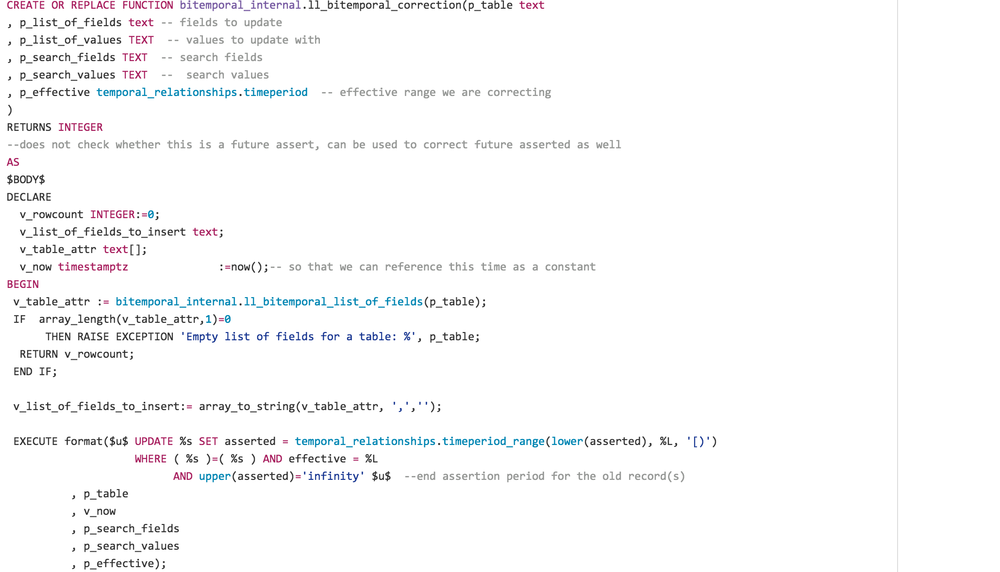 CREATE OR REPLACE FUNCTION bitemporal_internal.ll_bitemporal_correction(p_table text
, p_list_of_fields text -- fields to update
, p_list_of_values TEXT  -- values to update with
, p_search_fields TEXT  -- search fields
, p_search_values TEXT  --  search values
, p_effective temporal_relationships.timeperiod  -- effective range we are correcting
)
RETURNS INTEGER
--does not check whether this is a future assert, can be used to correct future asserted as well
AS
$BODY$
DECLARE
  v_rowcount INTEGER:=0;
  v_list_of_fields_to_insert text;
  v_table_attr text[];
  v_now timestamptz              :=now();-- so that we can reference this time as a constant
BEGIN
 v_table_attr := bitemporal_internal.ll_bitemporal_list_of_fields(p_table);
 IF  array_length(v_table_attr,1)=0
      THEN RAISE EXCEPTION 'Empty list of fields for a table: %', p_table;
  RETURN v_rowcount;
 END IF;
 v_list_of_fields_to_insert:= array_to_string(v_table_attr, ',','');
 EXECUTE format($u$ UPDATE %s SET asserted = temporal_relationships.timeperiod_range(lower(asserted), %L, '[)')
                    WHERE ( %s )=( %s ) AND effective = %L
                          AND upper(asserted)='infinity' $u$  --end assertion period for the old record(s)
          , p_table
          , v_now
          , p_search_fields
          , p_search_values
          , p_effective);